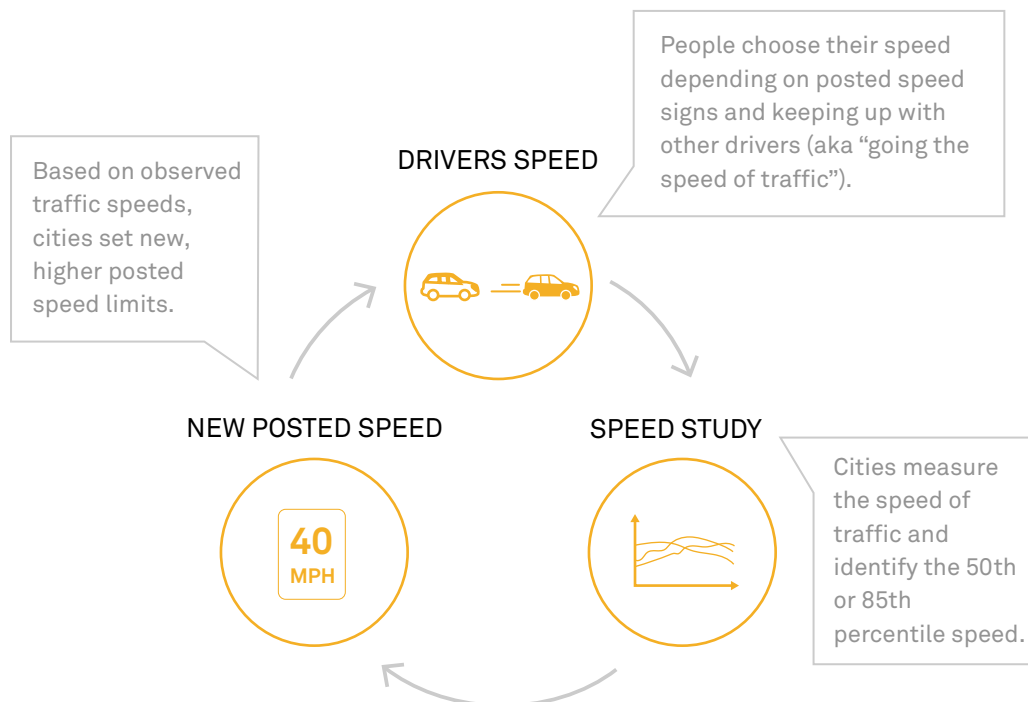 People choose their speed
depending on posted speed
signs and keeping up with
other drivers (aka “going the
speed of traffic”).
Based on observed
traffic speeds,
cities set new,
higher posted
speed limits.
DRIVERS SPEED
NEW POSTED SPEED
SPEED STUDY
40
MPH
Cities measure
the speed of
traffic and
identify the 50th
or 85th
percentile speed.